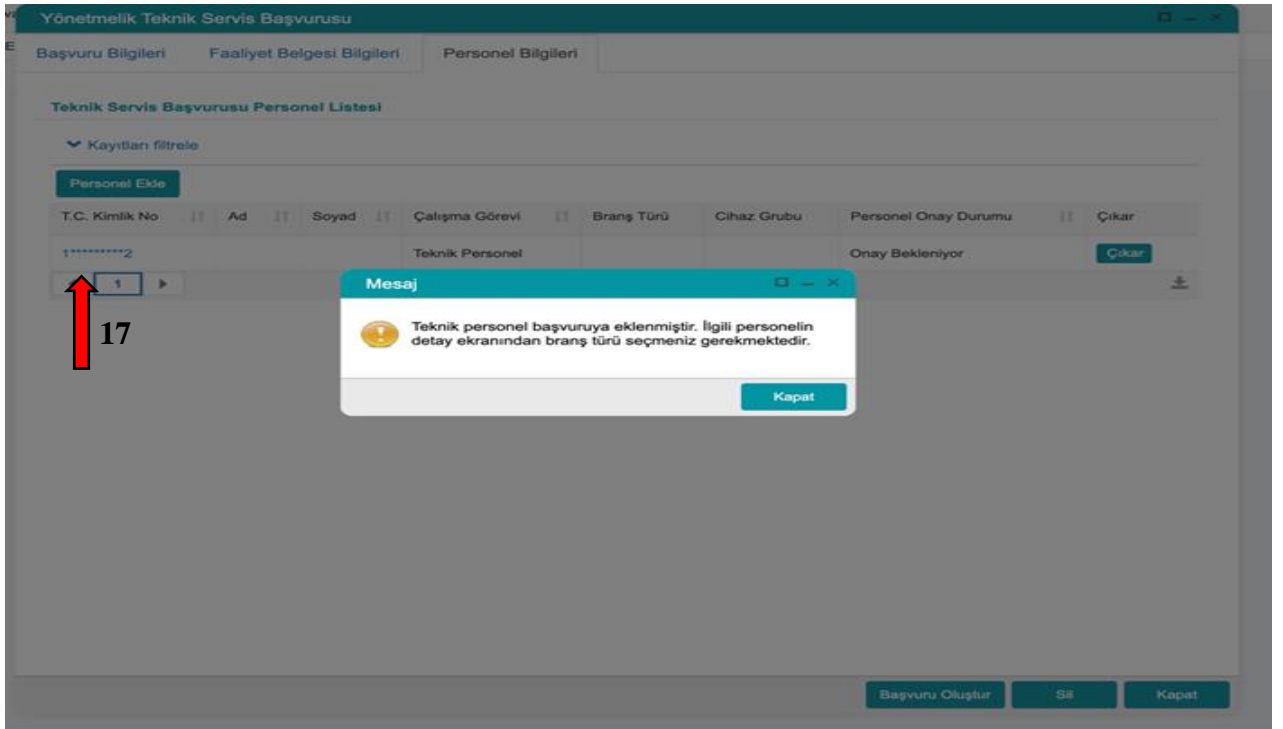 Yönetmelik Teknik Servis Başvurusu
Başvuru Bilgileri Faaliyet Belgesi Bilgileri Personel Bilgileri
Teknik Servis Başvurusu Personel Listesi
Kayıtları filtrele
Personel Ekle
T.C. Kimlik No Ad Soyad Çalışma Görevi Branş Türü Cihaz Grubu Personel Onay Durumu Çıkar
1*********2 Teknik Personel Onay Bekleniyor Çıkar
1
17
Mesaj
Teknik personel başvuruya eklenmiştir. İlgili personelin
detay ekranından branş türü seçmeniz gerekmektedir.
Kapat
Başvuru Oluştur Sil Kapat